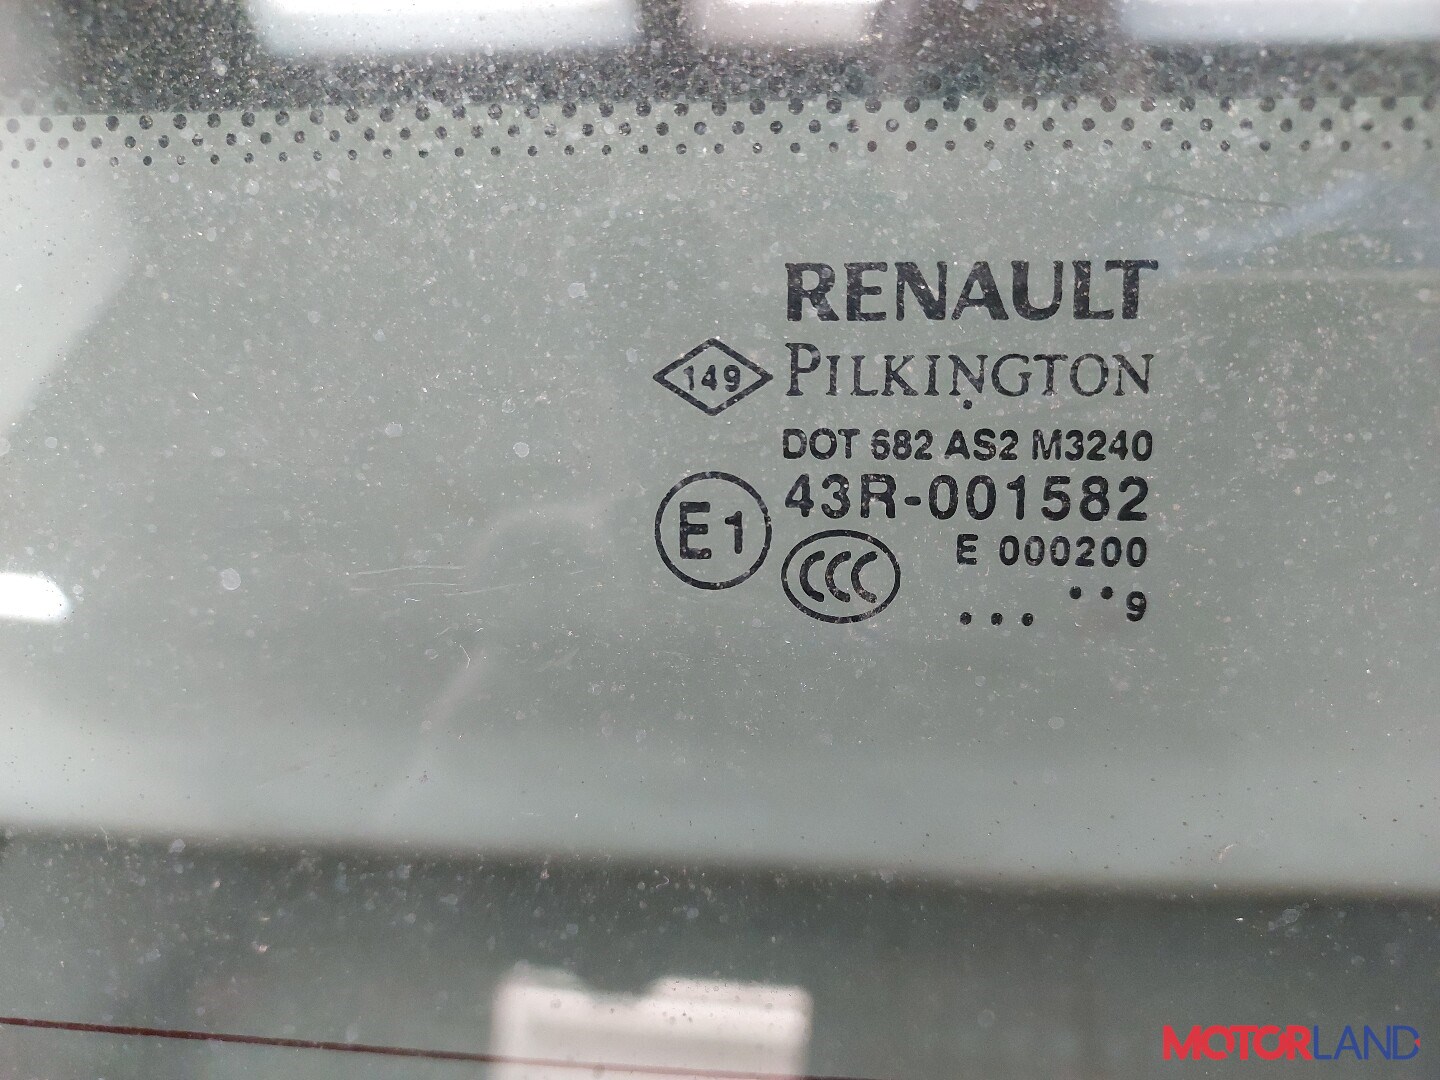 RENAULT
149 PILKINGTON
DOT 682 AS2 M3240
43R-001582
E1
CCC
E 000200
... ..9
MOTORLAND